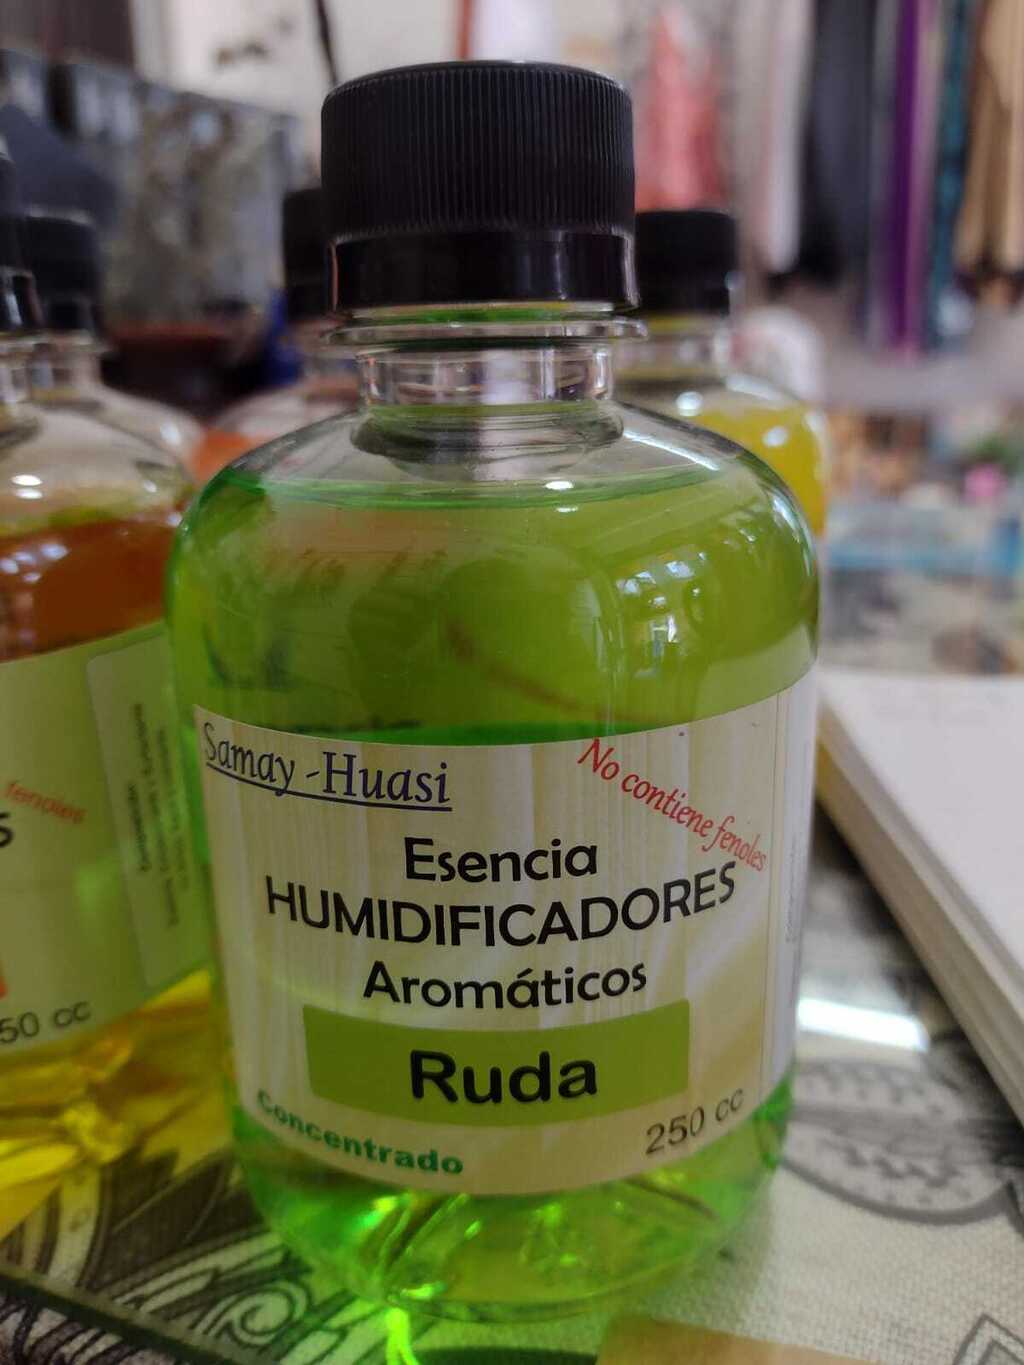 Samay - Huasi
No contiene fenoles
Esencia
HUMIDIFICADORES
Aromáticos
Ruda
Concentrado
250 cc
fenoles
50 cc